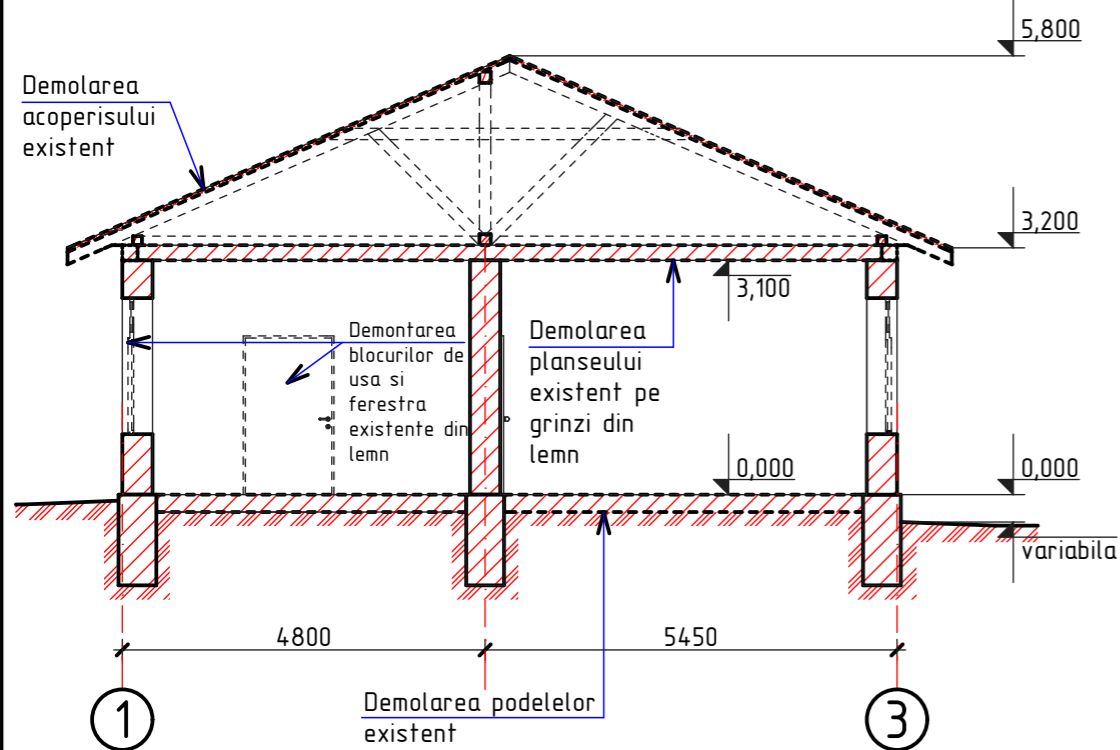 5,800
Demolarea
acoperisului
existent
3,200
3,100
Demontarea
blocurilor de
usa si
ferestra
existente din
lemn
Demolarea
planseului
existent pe
grinzi din
lemn
0,000
0,000
variabila
4800
5450
Demolarea podelelor
existent
1
3